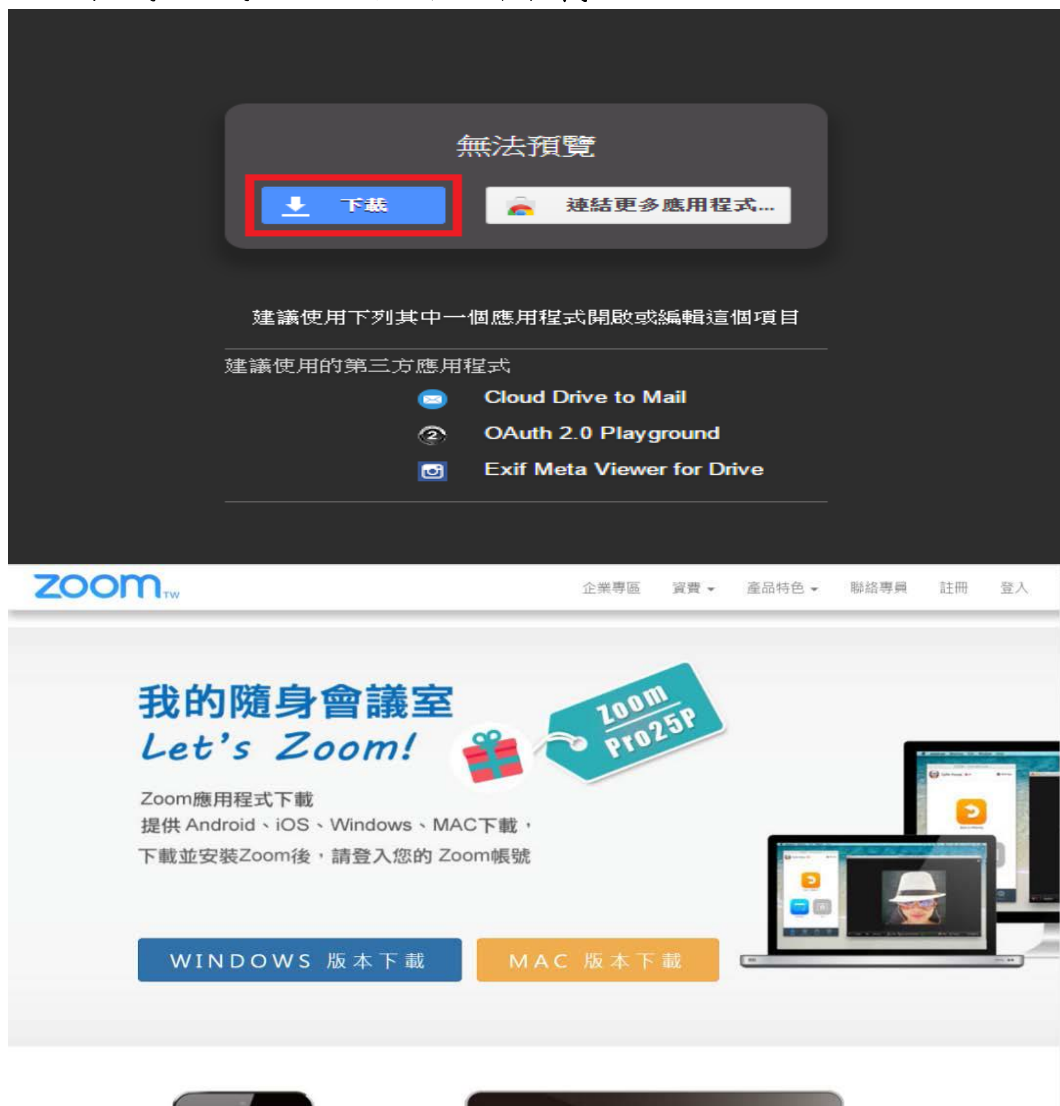 無法預覽
下載
連結更多應用程式...
建議使用下列其中一個應用程式開啟或編輯這個項目
建議使用的第三方應用程式
Cloud Drive to Mail
OAuth 2.0 Playground
Exif Meta Viewer for Drive
zoom TW
企業專區 資費 產品特色 聯絡專員 註冊 登入
我的隨身會議室
Let's Zoom!
Zoom
Pro25P
Zoom應用程式下載
提供 Android、iOS、Windows、MAC下載，
下載並安裝Zoom後，請登入您的 Zoom帳號
WINDOWS 版本下載
MAC 版本下載